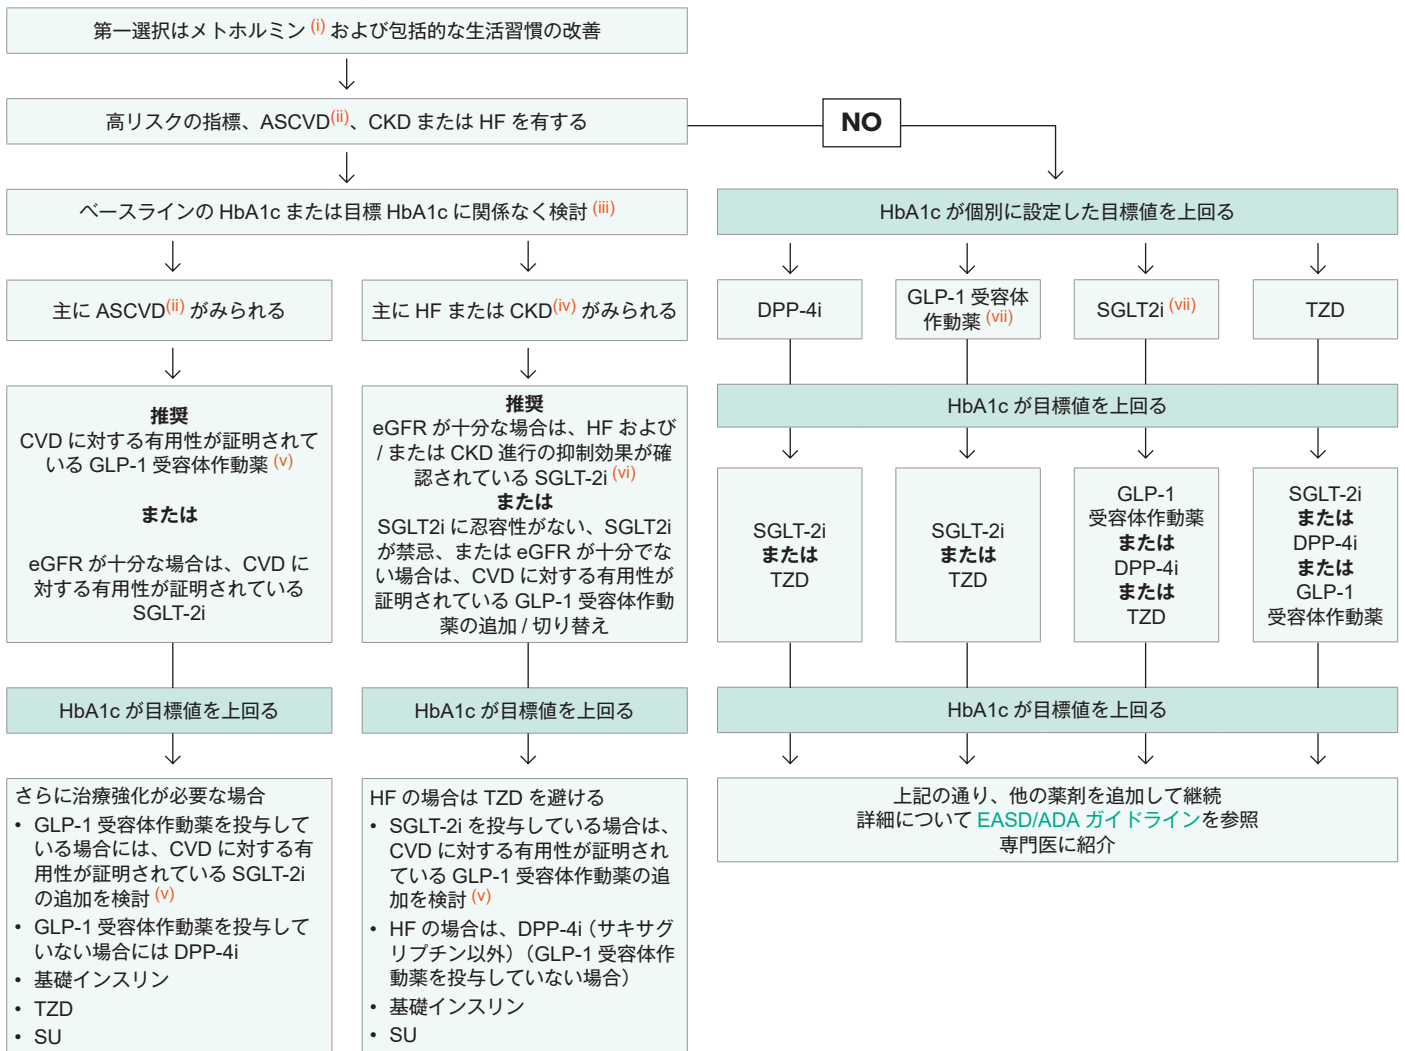 第一選択はメトホルミン (i) および包括的な生活習慣の改善
高リスクの指標、ASCVD(ii)、CKD または HF を有する
NO
ベースラインの HbA1c または目標 HbA1c に関係なく検討 (iii)
主に ASCVD(ii) がみられる
主に HF または CKD(iv) がみられる
推奨
CVD に対する有用性が証明されて
いる GLP-1 受容体作動薬 (v)
または
eGFR が十分な場合は、CVD に
対する有用性が証明されている
SGLT-2i
推奨
eGFR が十分な場合は、HF および
/ または CKD 進行の抑制効果が確
認されている SGLT-2i (vi)
または
SGLT2i に忍容性がない、SGLT2i
が禁忌、または eGFR が十分でな
い場合は、CVD に対する有用性が
証明されている GLP-1 受容体作動
薬の追加 / 切り替え
HbA1c が目標値を上回る
HbA1c が目標値を上回る
さらに治療強化が必要な場合
• GLP-1 受容体作動薬を投与して
いる場合には、CVD に対する有
用性が証明されている SGLT-2i
の追加を検討 (v)
• GLP-1 受容体作動薬を投与して
いない場合には DPP-4i
• 基礎インスリン
• TZD
• SU
HF の場合は TZD を避ける
• SGLT-2i を投与している場合は、
CVD に対する有用性が証明され
ている GLP-1 受容体作動薬の追
加を検討 (v)
• HF の場合は、DPP-4i（サキサグ
リプチン以外）（GLP-1 受容体作
動薬を投与していない場合）
• 基礎インスリン
• SU
HbA1c が個別に設定した目標値を上回る
DPP-4i
GLP-1 受容体
作動薬 (vii)
SGLT2i (vii)
TZD
HbA1c が目標値を上回る
SGLT-2i
または
TZD
SGLT-2i
または
TZD
GLP-1
受容体作動薬
または
DPP-4i
または
TZD
SGLT-2i
または
DPP-4i
または
GLP-1
受容体作動薬
HbA1c が目標値を上回る
上記の通り、他の薬剤を追加して継続
詳細について EASD/ADA ガイドラインを参照
専門医に紹介